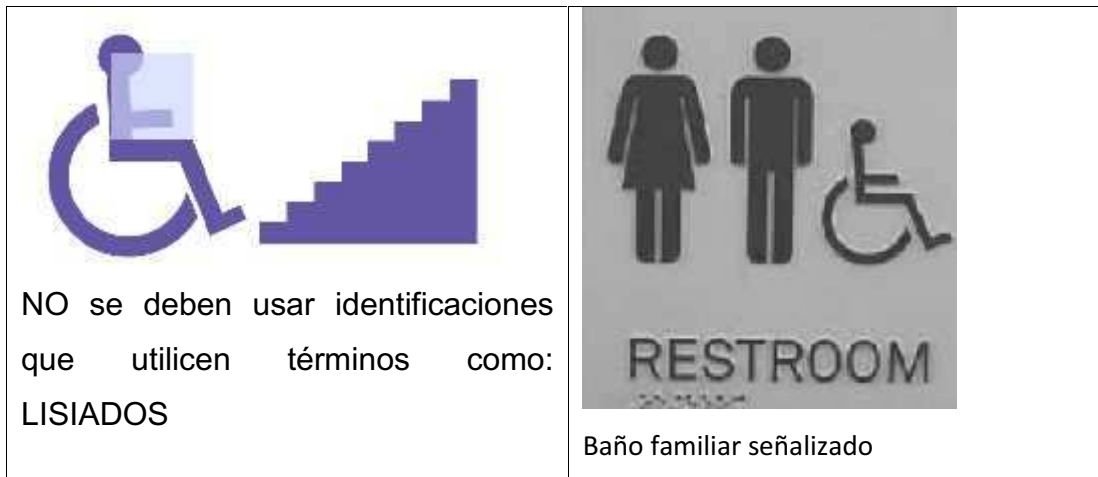 NO se deben usar identificaciones
que utilicen términos como:
LISIADOS
RESTROOM
Baño familiar señalizado